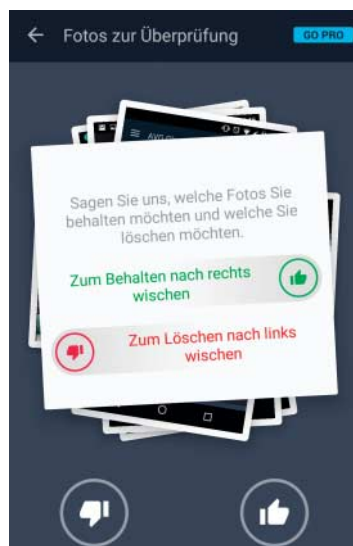 Fotos zur Überprüfung
GO PRO
Sagen Sie uns, welche Fotos Sie
behalten möchten und welche Sie
löschen möchten.
Zum Behalten nach rechts
wischen
Zum Löschen nach links
wischen